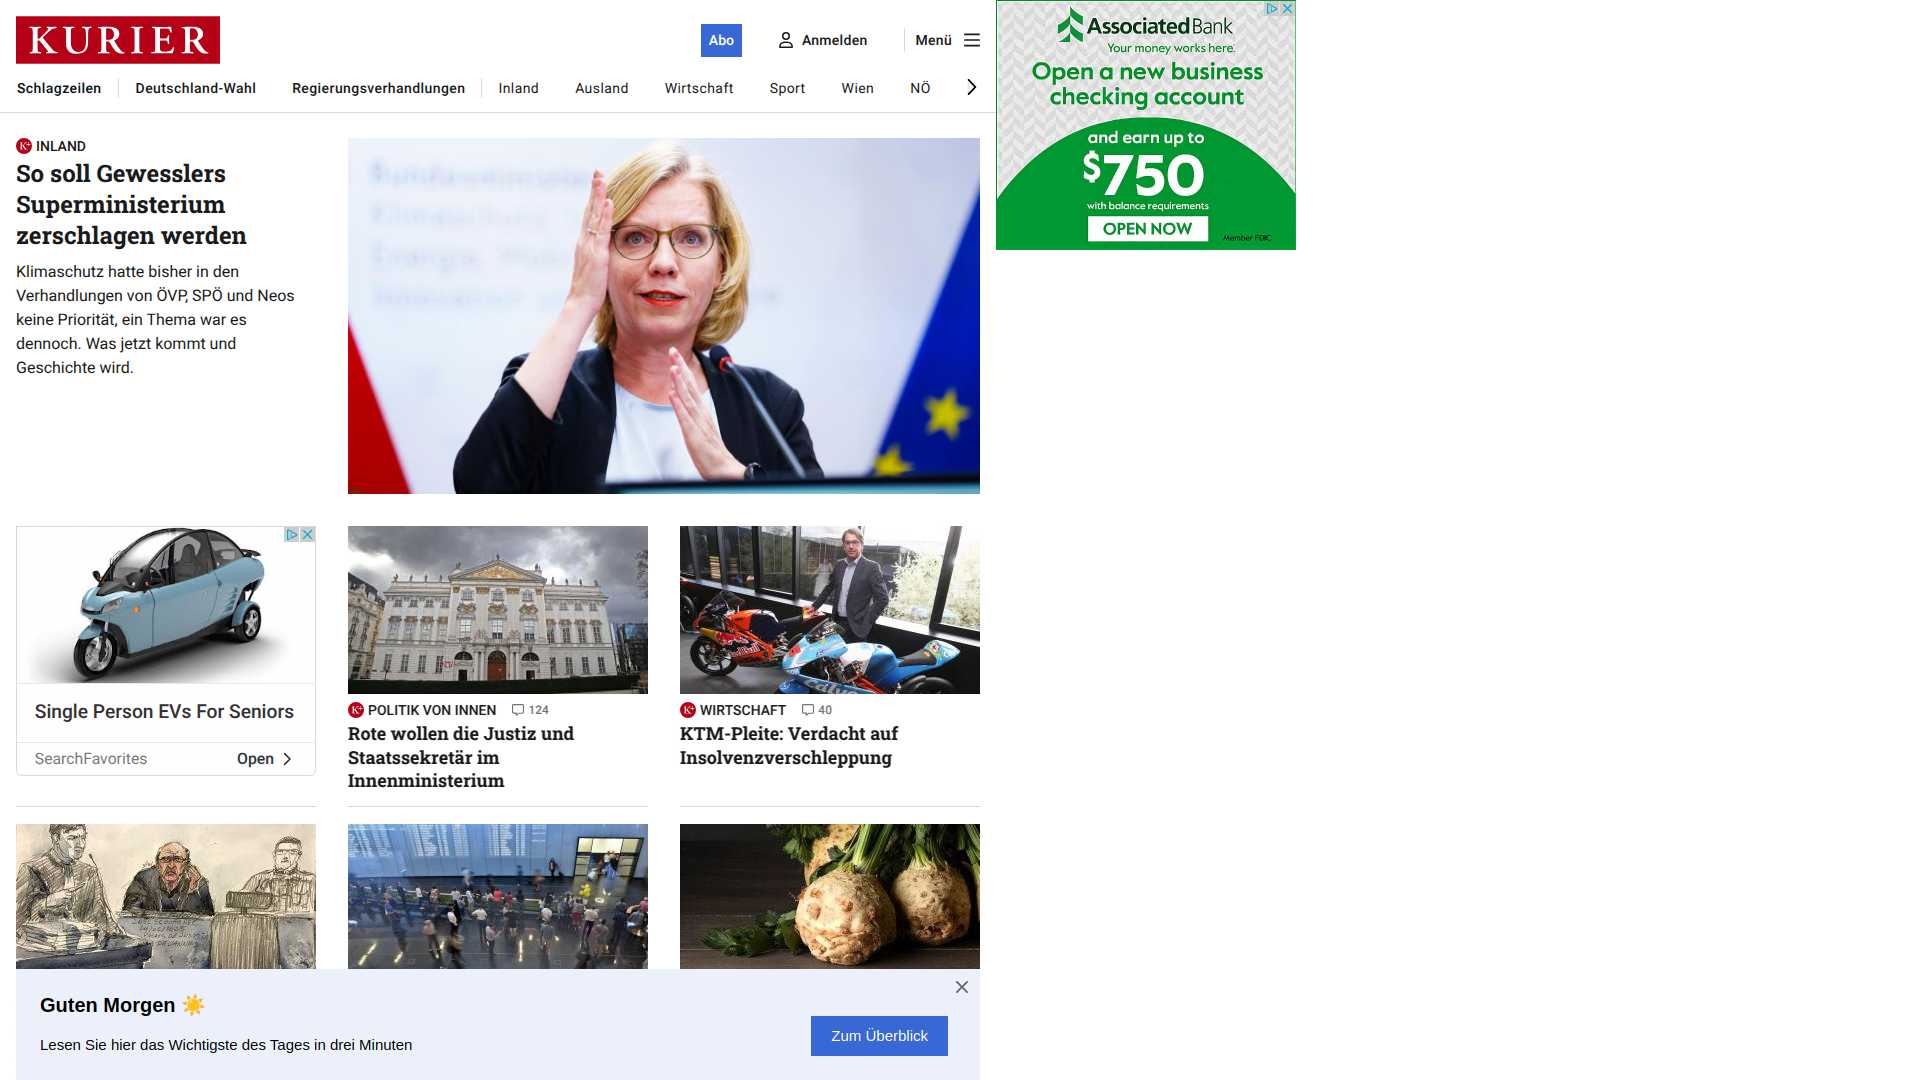 KURIER
Abo
Anmelden
Menü
Schlagzeilen
Deutschland-Wahl
Regierungsverhandlungen
Inland
Ausland
Wirtschaft
Sport
Wien
NÖ
INLAND
So soll Gewesslers
Superministerium
zerschlagen werden
Klimaschutz hatte bisher in den
Verhandlungen von ÖVP, SPÖ und Neos
keine Priorität, ein Thema war es
dennoch. Was jetzt kommt und
Geschichte wird.
Associated Bank
Your money works here.
Open a new business
checking account
and earn up to
$750
with balance requirements
OPEN NOW
Member FDIC
Single Person EVs For Seniors
SearchFavorites
Open
K+ POLITIK VON INNEN 124
Rote wollen die Justiz und
Staatssekretär im
Innenministerium
K+ WIRTSCHAFT 40
KTM-Pleite: Verdacht auf
Insolvenzverschleppung
Guten Morgen ☀️
Lesen Sie hier das Wichtigste des Tages in drei Minuten
Zum Überblick